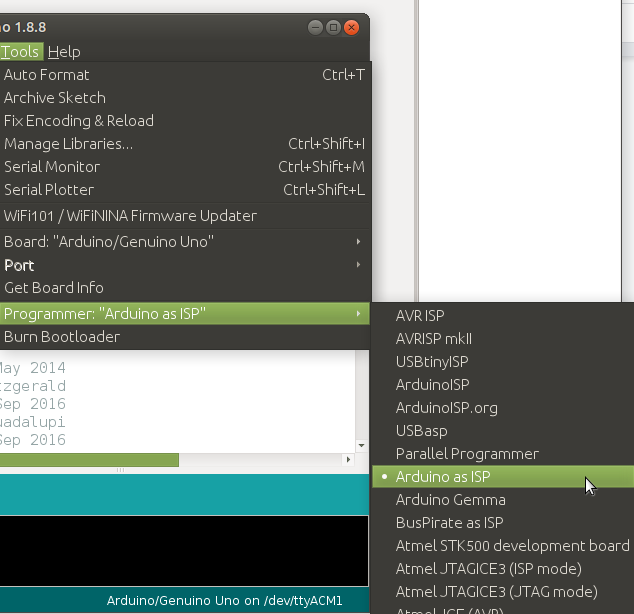 o 1.8.8
Tools Help
Auto Format Ctrl+T
Archive Sketch
Fix Encoding & Reload
Manage Libraries... Ctrl+Shift+I
Serial Monitor Ctrl+Shift+M
Serial Plotter Ctrl+Shift+L
WiFi101 / WiFiNINA Firmware Updater
Board: "Arduino/Genuino Uno"
Port
Get Board Info
Programmer: "Arduino as ISP"
Burn Bootloader
AVR ISP
AVRISP mkII
USBtinyISP
ArduinoISP
ArduinoISP.org
USBasp
Parallel Programmer
Arduino as ISP
Arduino Gemma
BusPirate as ISP
Atmel STK500 development board
Atmel JTAGICE3 (ISP mode)
Atmel JTAGICE3 (JTAG mode)
Atmel-ICE (AVR)
May 2014
tzgerald
Sep 2016
uadalupi
Sep 2016
Arduino/Genuino Uno on /dev/ttyACM1